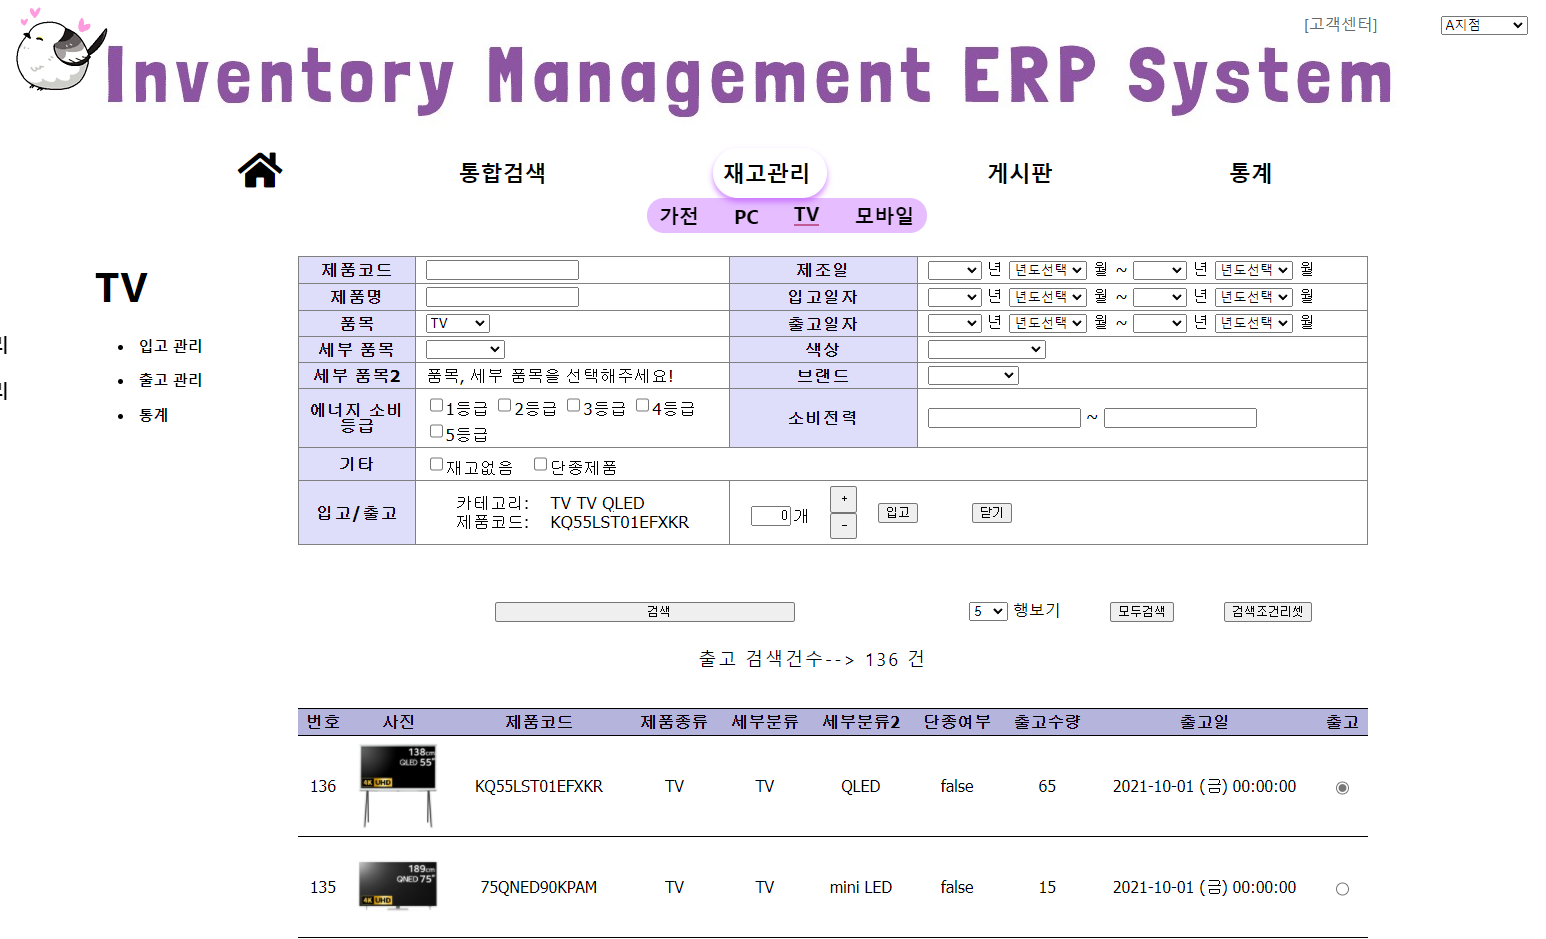 [고객센터] A지점
Inventory Management ERP System
통합검색 재고관리 게시판 통계
가전 PC TV 모바일
TV
리
입고 관리
리
출고 관리
통계
제품코드 제조일 년 년도선택 월 ~ 년 년도선택 월
제품명 입고일자 년 년도선택 월 ~ 년 년도선택 월
품목 TV 출고일자 년 년도선택 월 ~ 년 년도선택 월
세부 품목 색상
세부 품목2 품목, 세부 품목을 선택해주세요! 브랜드
에너지 소비 등급 1등급 2등급 3등급 4등급 소비전력 ~
5등급
기타 재고없음 단종제품
입고/출고 카테고리: TV TV QLED 0 개 + 입고 닫기
제품코드: KQ55LST01EFXKR -
검색 5 행보기 모두검색 검색조건리셋
출고 검색건수--> 136 건
번호 사진 제품코드 제품종류 세부분류 세부분류2 단종여부 출고수량 출고일 출고
138cm
QLED 55"
4K UHD
136 KQ55LST01EFXKR TV TV QLED false 65 2021-10-01 (금) 00:00:00
189cm
QNED 75"
4K UHD
135 75QNED90KPAM TV TV mini LED false 15 2021-10-01 (금) 00:00:00